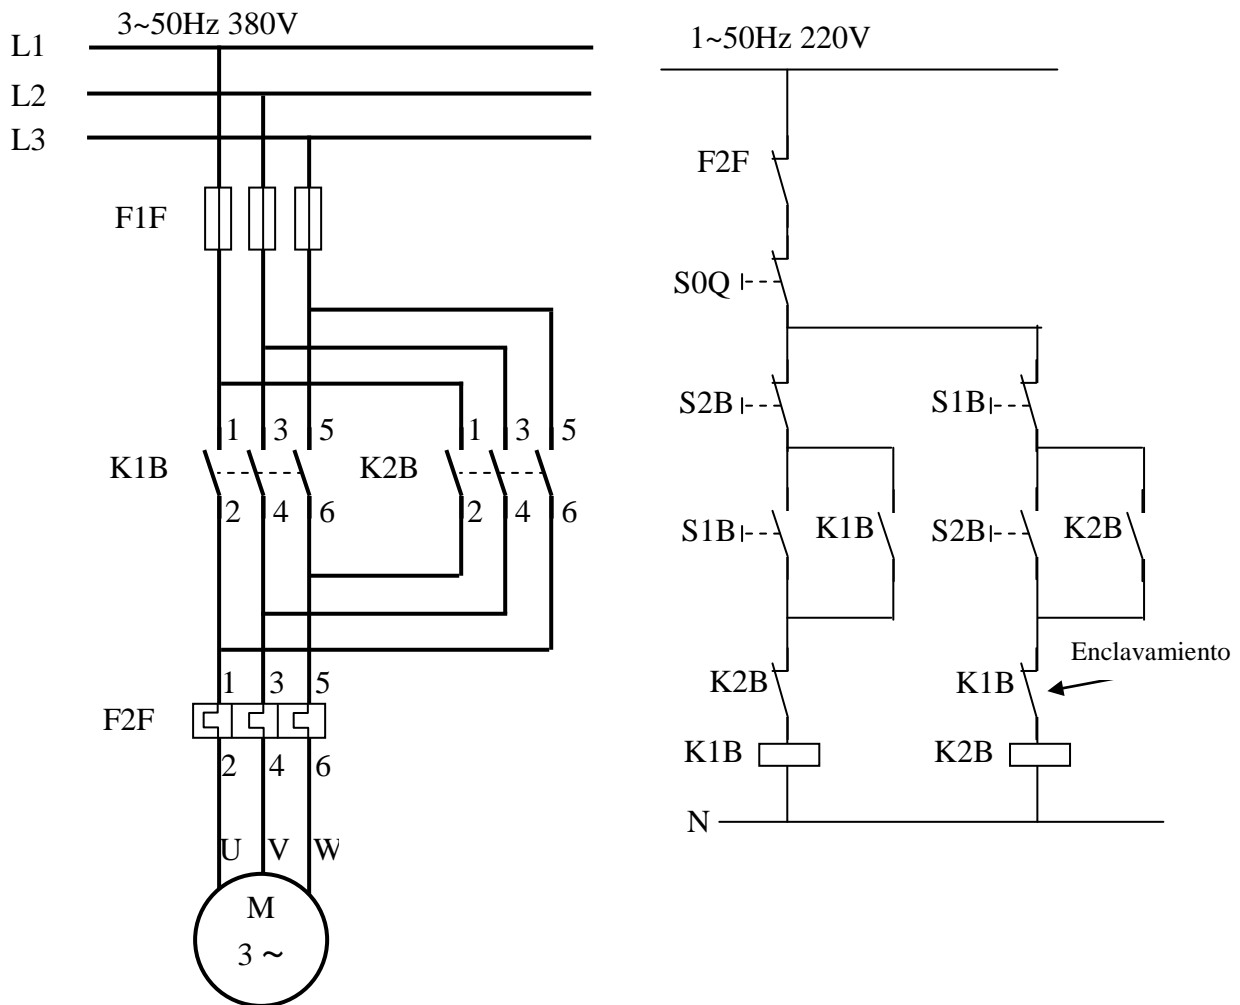 3~50Hz 380V
L1
L2
L3
F1F
1 3 5
K1B
2 4 6
1 3 5
K2B
2 4 6
1 3 5
F2F
2 4 6
U V W
M
3 ~
1~50Hz 220V
F2F
S0Q
S2B
S1B
S1B
K1B
S2B
K2B
K2B
K1B
Enclavamiento
K1B
K2B
N